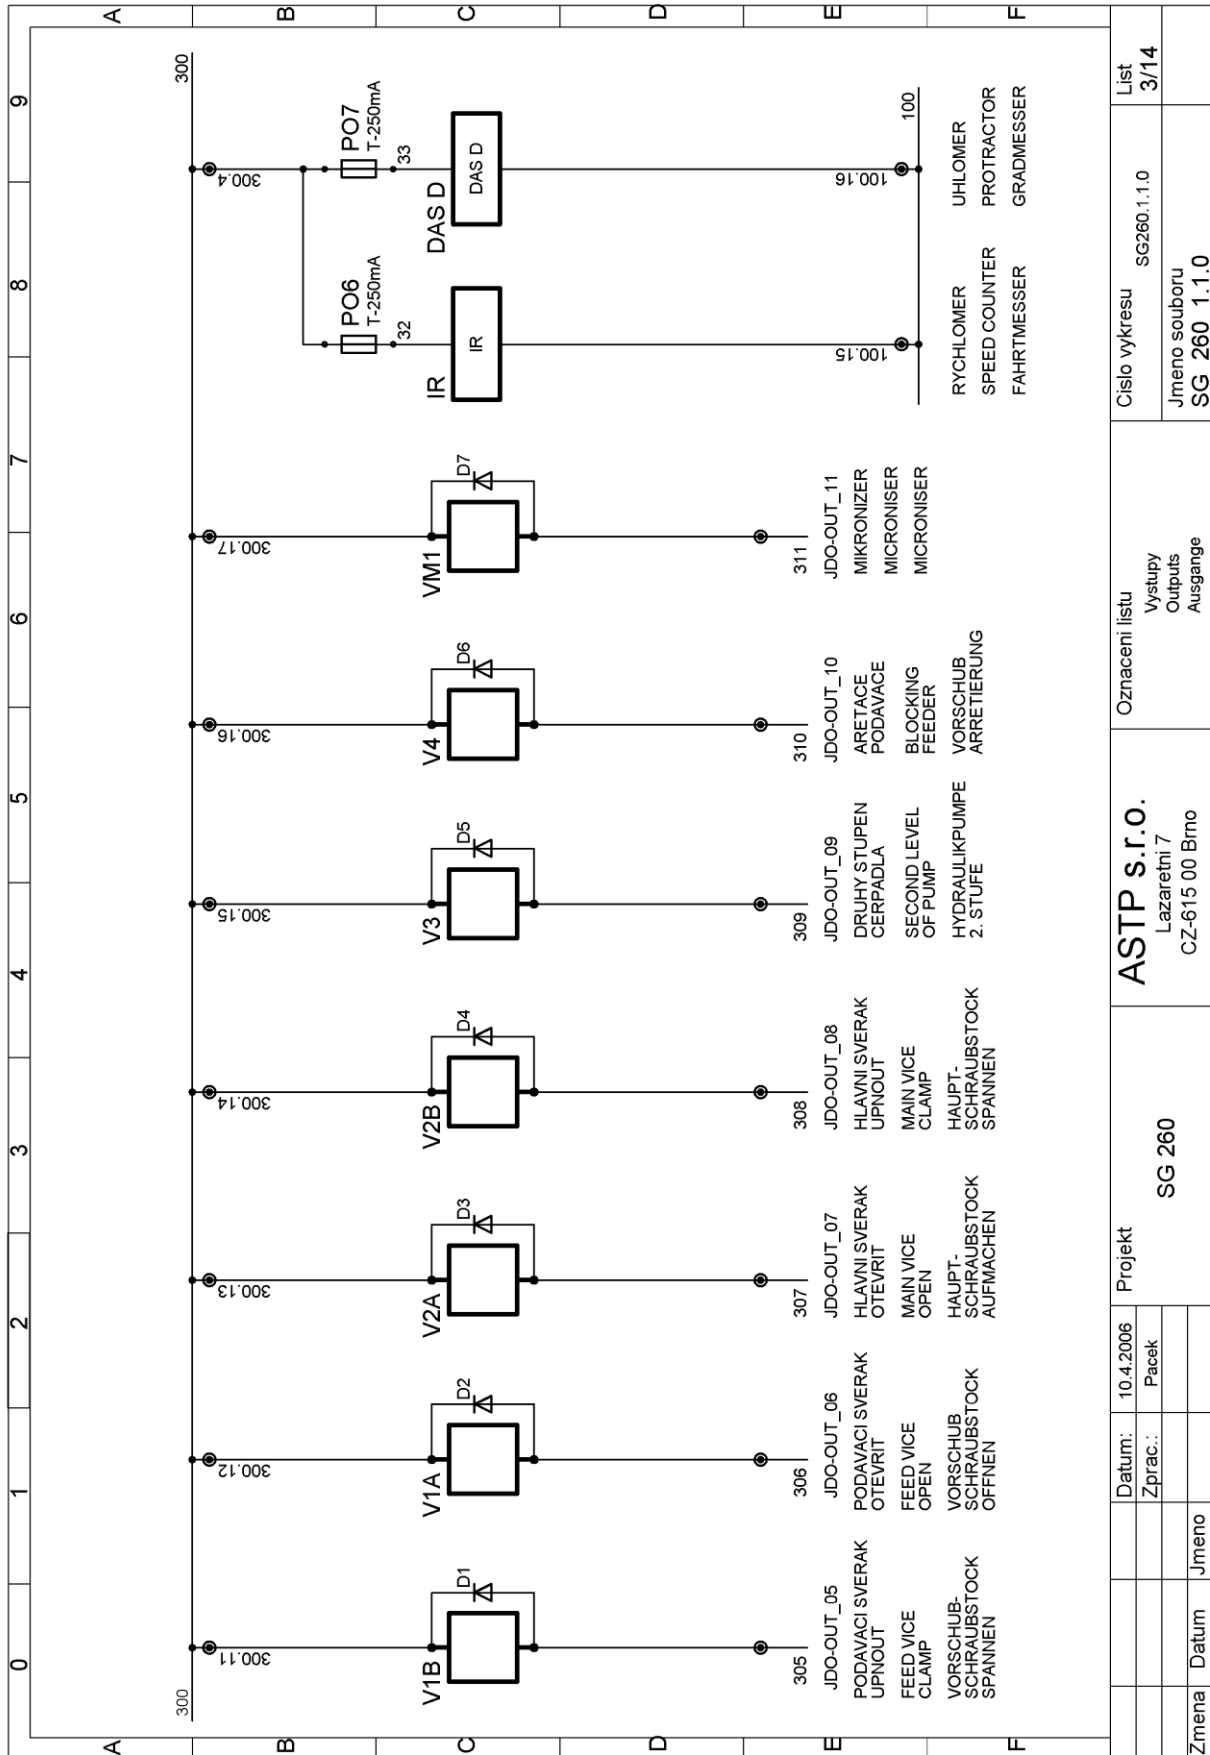 0 1 2 3 4 5 6 7 8 9
A A
B B
C C
D D
E E
F F
300 300
300.11 300.12 300.13 300.14 300.15 300.16 300.17 300.4
PO6
T-250mA
32
PO7
T-250mA
33
V1B D1
V1A D2
V2A D3
V2B D4
V3 D5
V4 D6
VM1 D7
IR
IR
DAS D
DAS D
100.15 100.16
100
305
JDO-OUT_05
PODAVACI SVERAK
UPNOUT
FEED VICE
CLAMP
VORSCHUB-
SCHRAUBSTOCK
SPANNEN
306
JDO-OUT_06
PODAVACI SVERAK
OTEVRIT
FEED VICE
OPEN
VORSCHUB
SCHRAUBSTOCK
OFFNEN
307
JDO-OUT_07
HLAVNI SVERAK
OTEVRIT
MAIN VICE
OPEN
HAUPT-
SCHRAUBSTOCK
AUFMACHEN
308
JDO-OUT_08
HLAVNI SVERAK
UPNOUT
MAIN VICE
CLAMP
HAUPT-
SCHRAUBSTOCK
SPANNEN
309
JDO-OUT_09
DRUHY STUPEN
CERPADLA
SECOND LEVEL
OF PUMP
HYDRAULIKPUMPE
2. STUFE
310
JDO-OUT_10
ARETACE
PODAVACE
BLOCKING
FEEDER
VORSCHUB
ARRETIERUNG
311
JDO-OUT_11
MIKRONIZER
MICRONISER
MICRONISER
RYCHLOMER
SPEED COUNTER
FAHRTMESSER
UHLOMER
PROTRACTOR
GRADMESSER
Zmena Datum Jmeno
Datum: 10.4.2006
Zprac.: Pacek
Projekt
SG 260
ASTP s.r.o.
Lazaretni 7
CZ-615 00 Brno
Oznaceni listu
Vystupy
Outputs
Ausgange
Cislo vykresu
SG260.1.1.0
Jmeno souboru
SG 260 1.1.0
List
3/14